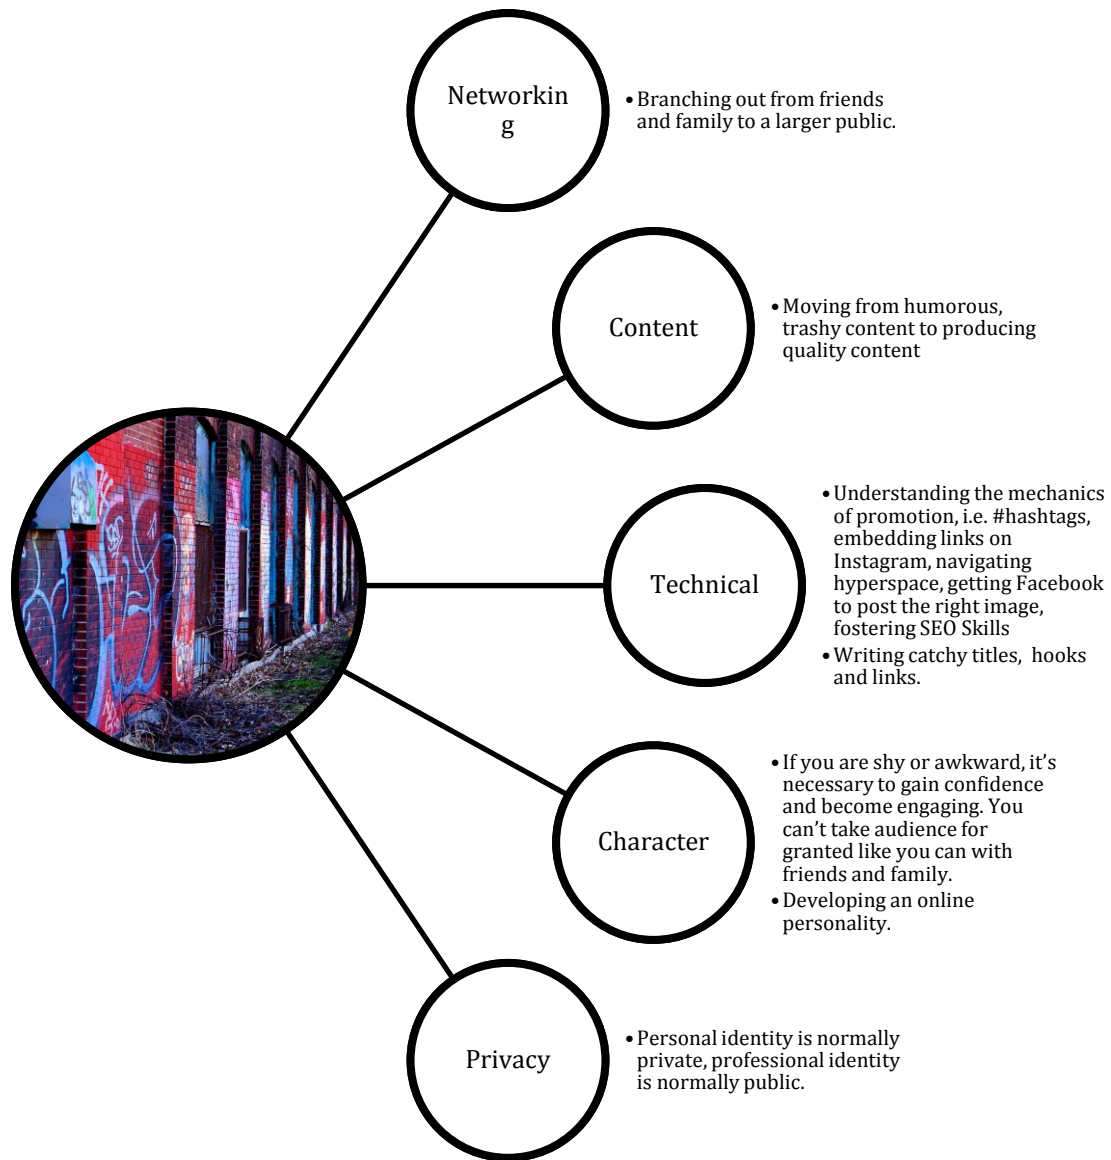 Networkin
g
• Branching out from friends
and family to a larger public.
Content
• Moving from humorous,
trashy content to producing
quality content
Technical
• Understanding the mechanics
of promotion, i.e. #hashtags,
embedding links on
Instagram, navigating
hyperspace, getting Facebook
to post the right image,
fostering SEO Skills
• Writing catchy titles,  hooks
and links.
Character
• If you are shy or awkward, it’s
necessary to gain confidence
and become engaging. You
can’t take audience for
granted like you can with
friends and family.
• Developing an online
personality.
Privacy
• Personal identity is normally
private, professional identity
is normally public.